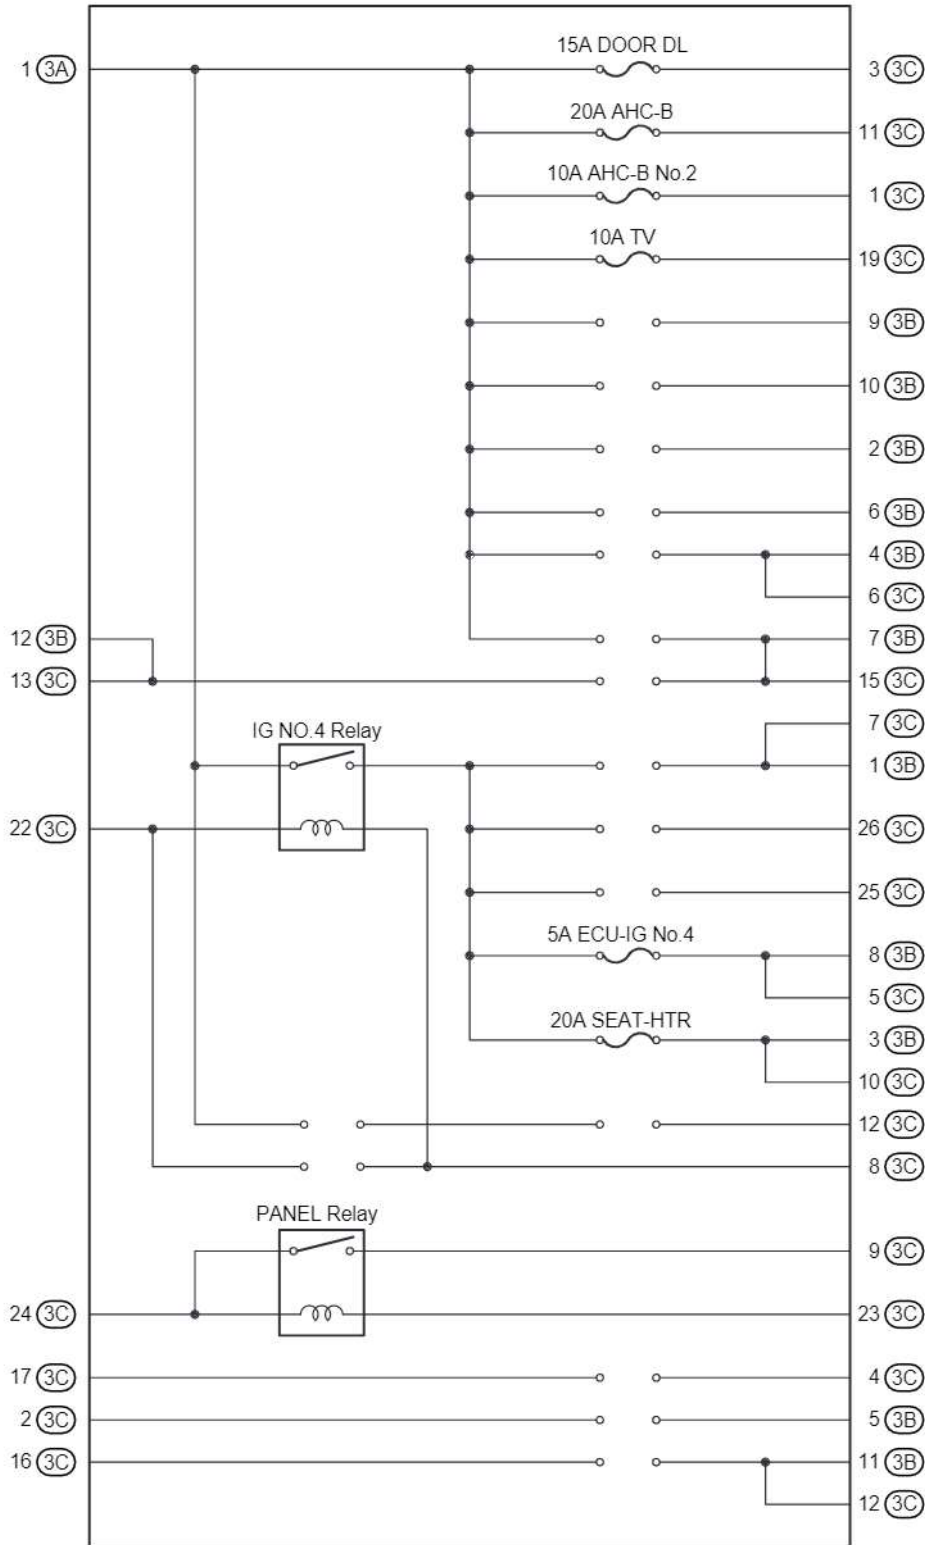 15A DOOR DL
1 3A
3 3C
20A AHC-B
11 3C
10A AHC-B No.2
1 3C
10A TV
19 3C
9 3B
10 3B
2 3B
6 3B
4 3B
6 3C
12 3B
7 3B
13 3C
15 3C
7 3C
IG NO.4 Relay
1 3B
22 3C
26 3C
25 3C
5A ECU-IG No.4
8 3B
5 3C
20A SEAT-HTR
3 3B
10 3C
12 3C
8 3C
PANEL Relay
9 3C
24 3C
23 3C
17 3C
4 3C
2 3C
5 3B
16 3C
11 3B
12 3C